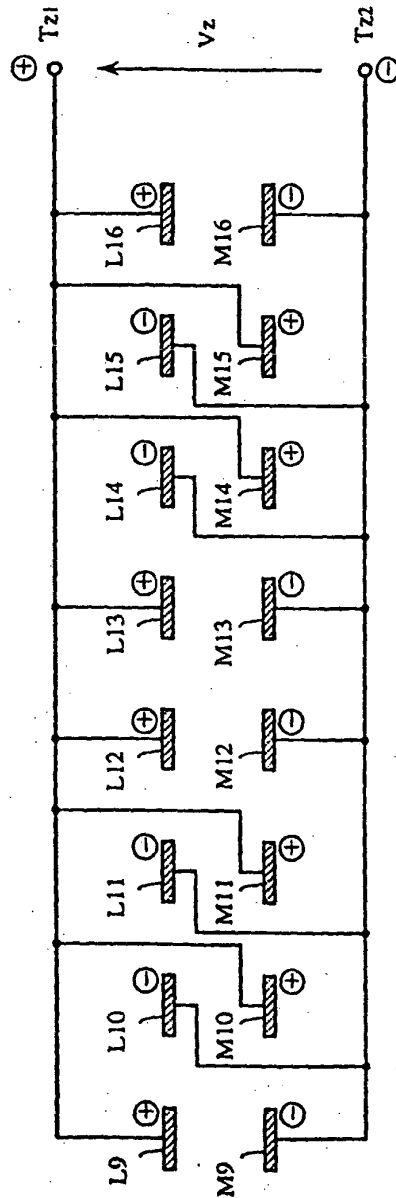 ⊕ Tz1
Vz
⊖ Tz2
L9 ⊕
L10 ⊖
L11 ⊖
L12 ⊕
L13 ⊕
L14 ⊖
L15 ⊖
L16 ⊕
M9 ⊖
M10 ⊕
M11 ⊕
M12 ⊖
M13 ⊖
M14 ⊕
M15 ⊕
M16 ⊖